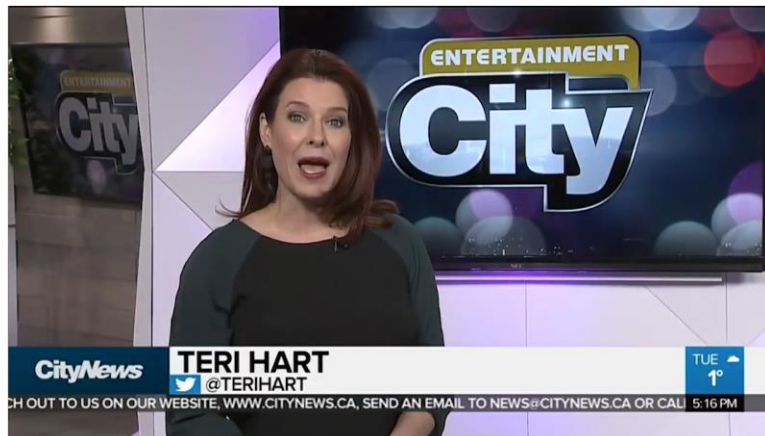 ENTERTAINMENT
City
ENTERTAINMENT
City
CityNews
TERI HART
@TERIHART
TUE
1°
CH OUT TO US ON OUR WEBSITE, WWW.CITYNEWS.CA, SEND AN EMAIL TO NEWS@CITYNEWS.CA OR CAL
5:16 PM